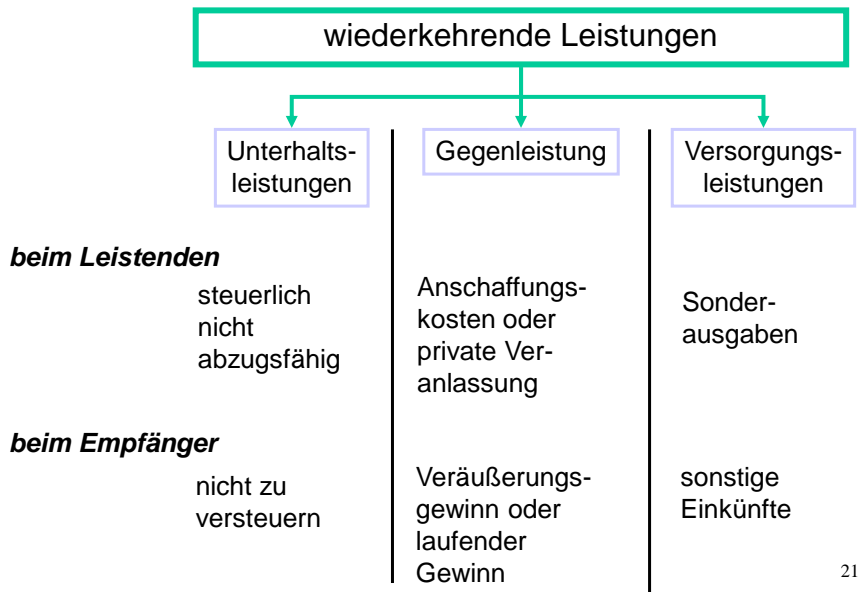 wiederkehrende Leistungen
Unterhalts-
leistungen
Gegenleistung
Versorgungs-
leistungen
beim Leistenden
steuerlich
nicht
abzugsfähig
Anschaffungs-
kosten oder
private Ver-
anlassung
Sonder-
ausgaben
beim Empfänger
nicht zu
versteuern
Veräußerungs-
gewinn oder
laufender
Gewinn
sonstige
Einkünfte
21